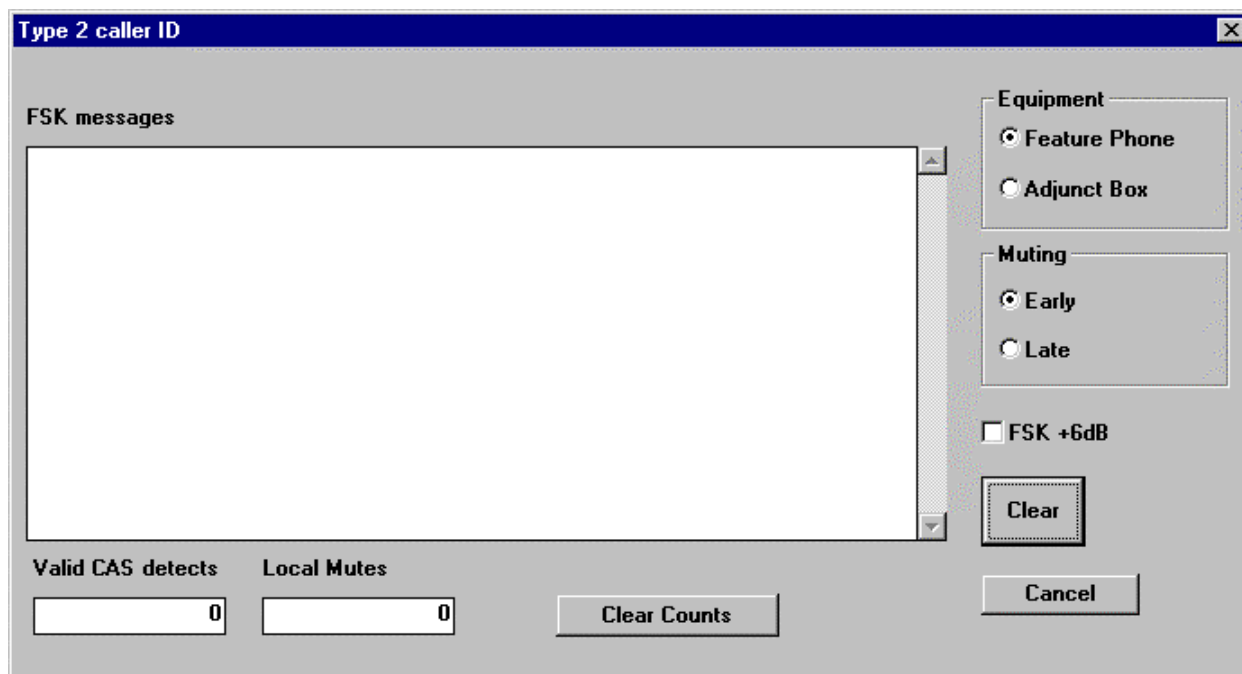 Type 2 caller ID
FSK messages
Equipment
Feature Phone
Adjunct Box
Muting
Early
Late
FSK +6dB
Clear
Valid CAS detects
Local Mutes
0
0
Clear Counts
Cancel